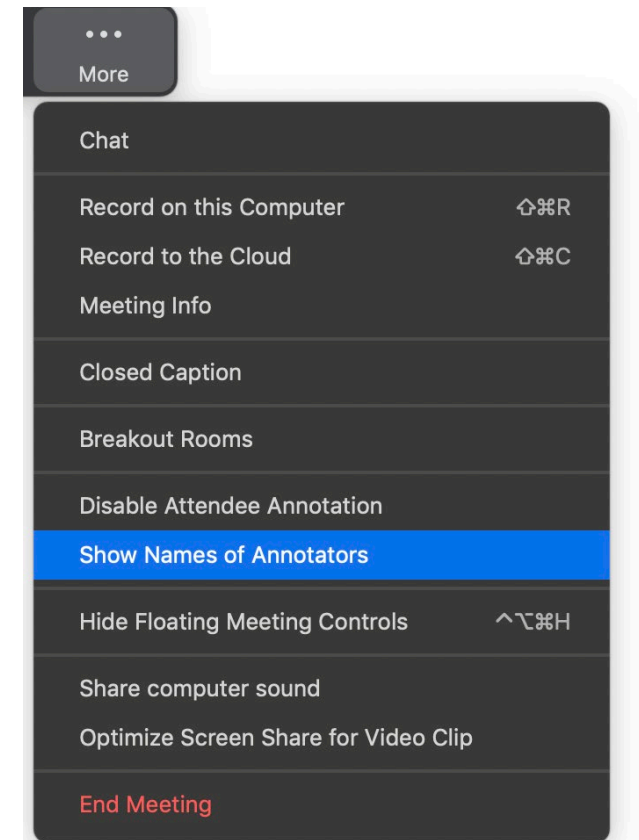 •••
More
Chat
Record on this Computer ⇧⌘R
Record to the Cloud ⇧⌘C
Meeting Info
Closed Caption
Breakout Rooms
Disable Attendee Annotation
Show Names of Annotators
Hide Floating Meeting Controls ^⌥⌘H
Share computer sound
Optimize Screen Share for Video Clip
End Meeting